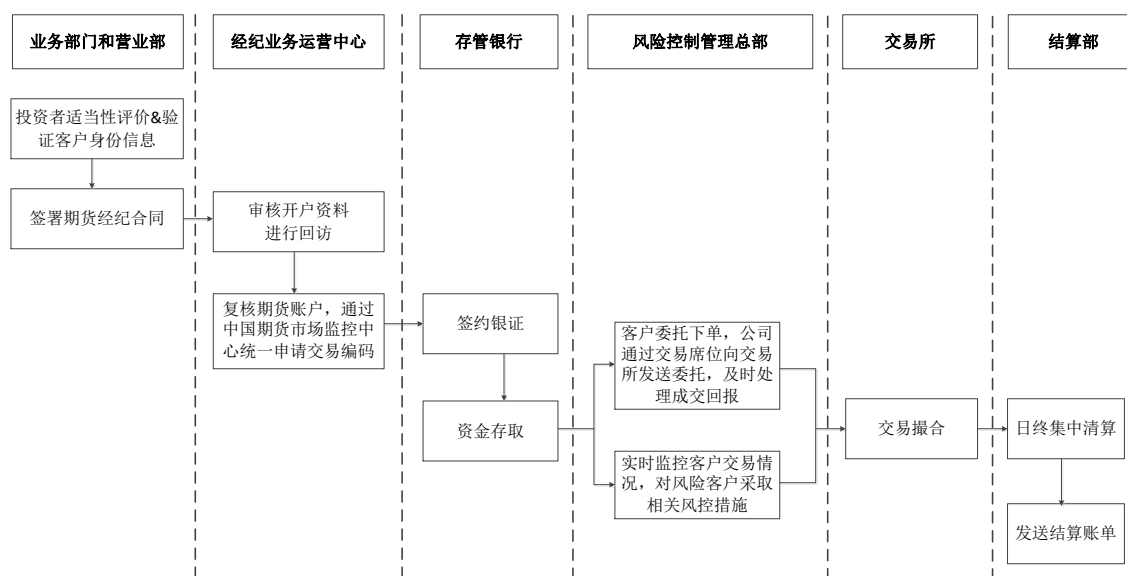 业务部门和营业部
经纪业务运营中心
存管银行
风险控制管理总部
交易所
结算部
投资者适当性评价&验
证客户身份信息
签署期货经纪合同
审核开户资料
进行回访
复核期货账户，通过
中国期货市场监控中
心统一申请交易编码
签约银证
资金存取
客户委托下单，公司
通过交易席位向交易
所发送委托，及时处
理成交回报
实时监控客户交易情
况，对风险客户采取
相关风控措施
交易撮合
日终集中清算
发送结算账单